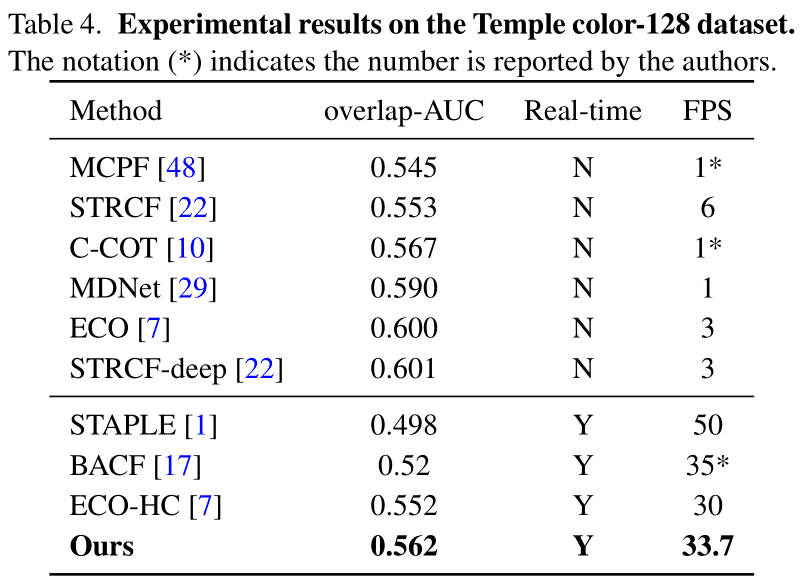 Table 4. Experimental results on the Temple color-128 dataset.
The notation (*) indicates the number is reported by the authors.
Method overlap-AUC Real-time FPS
MCPF [48] 0.545 N 1*
STRCF [22] 0.553 N 6
C-COT [10] 0.567 N 1*
MDNet [29] 0.590 N 1
ECO [7] 0.600 N 3
STRCF-deep [22] 0.601 N 3
STAPLE [1] 0.498 Y 50
BACF [17] 0.52 Y 35*
ECO-HC [7] 0.552 Y 30
Ours 0.562 Y 33.7